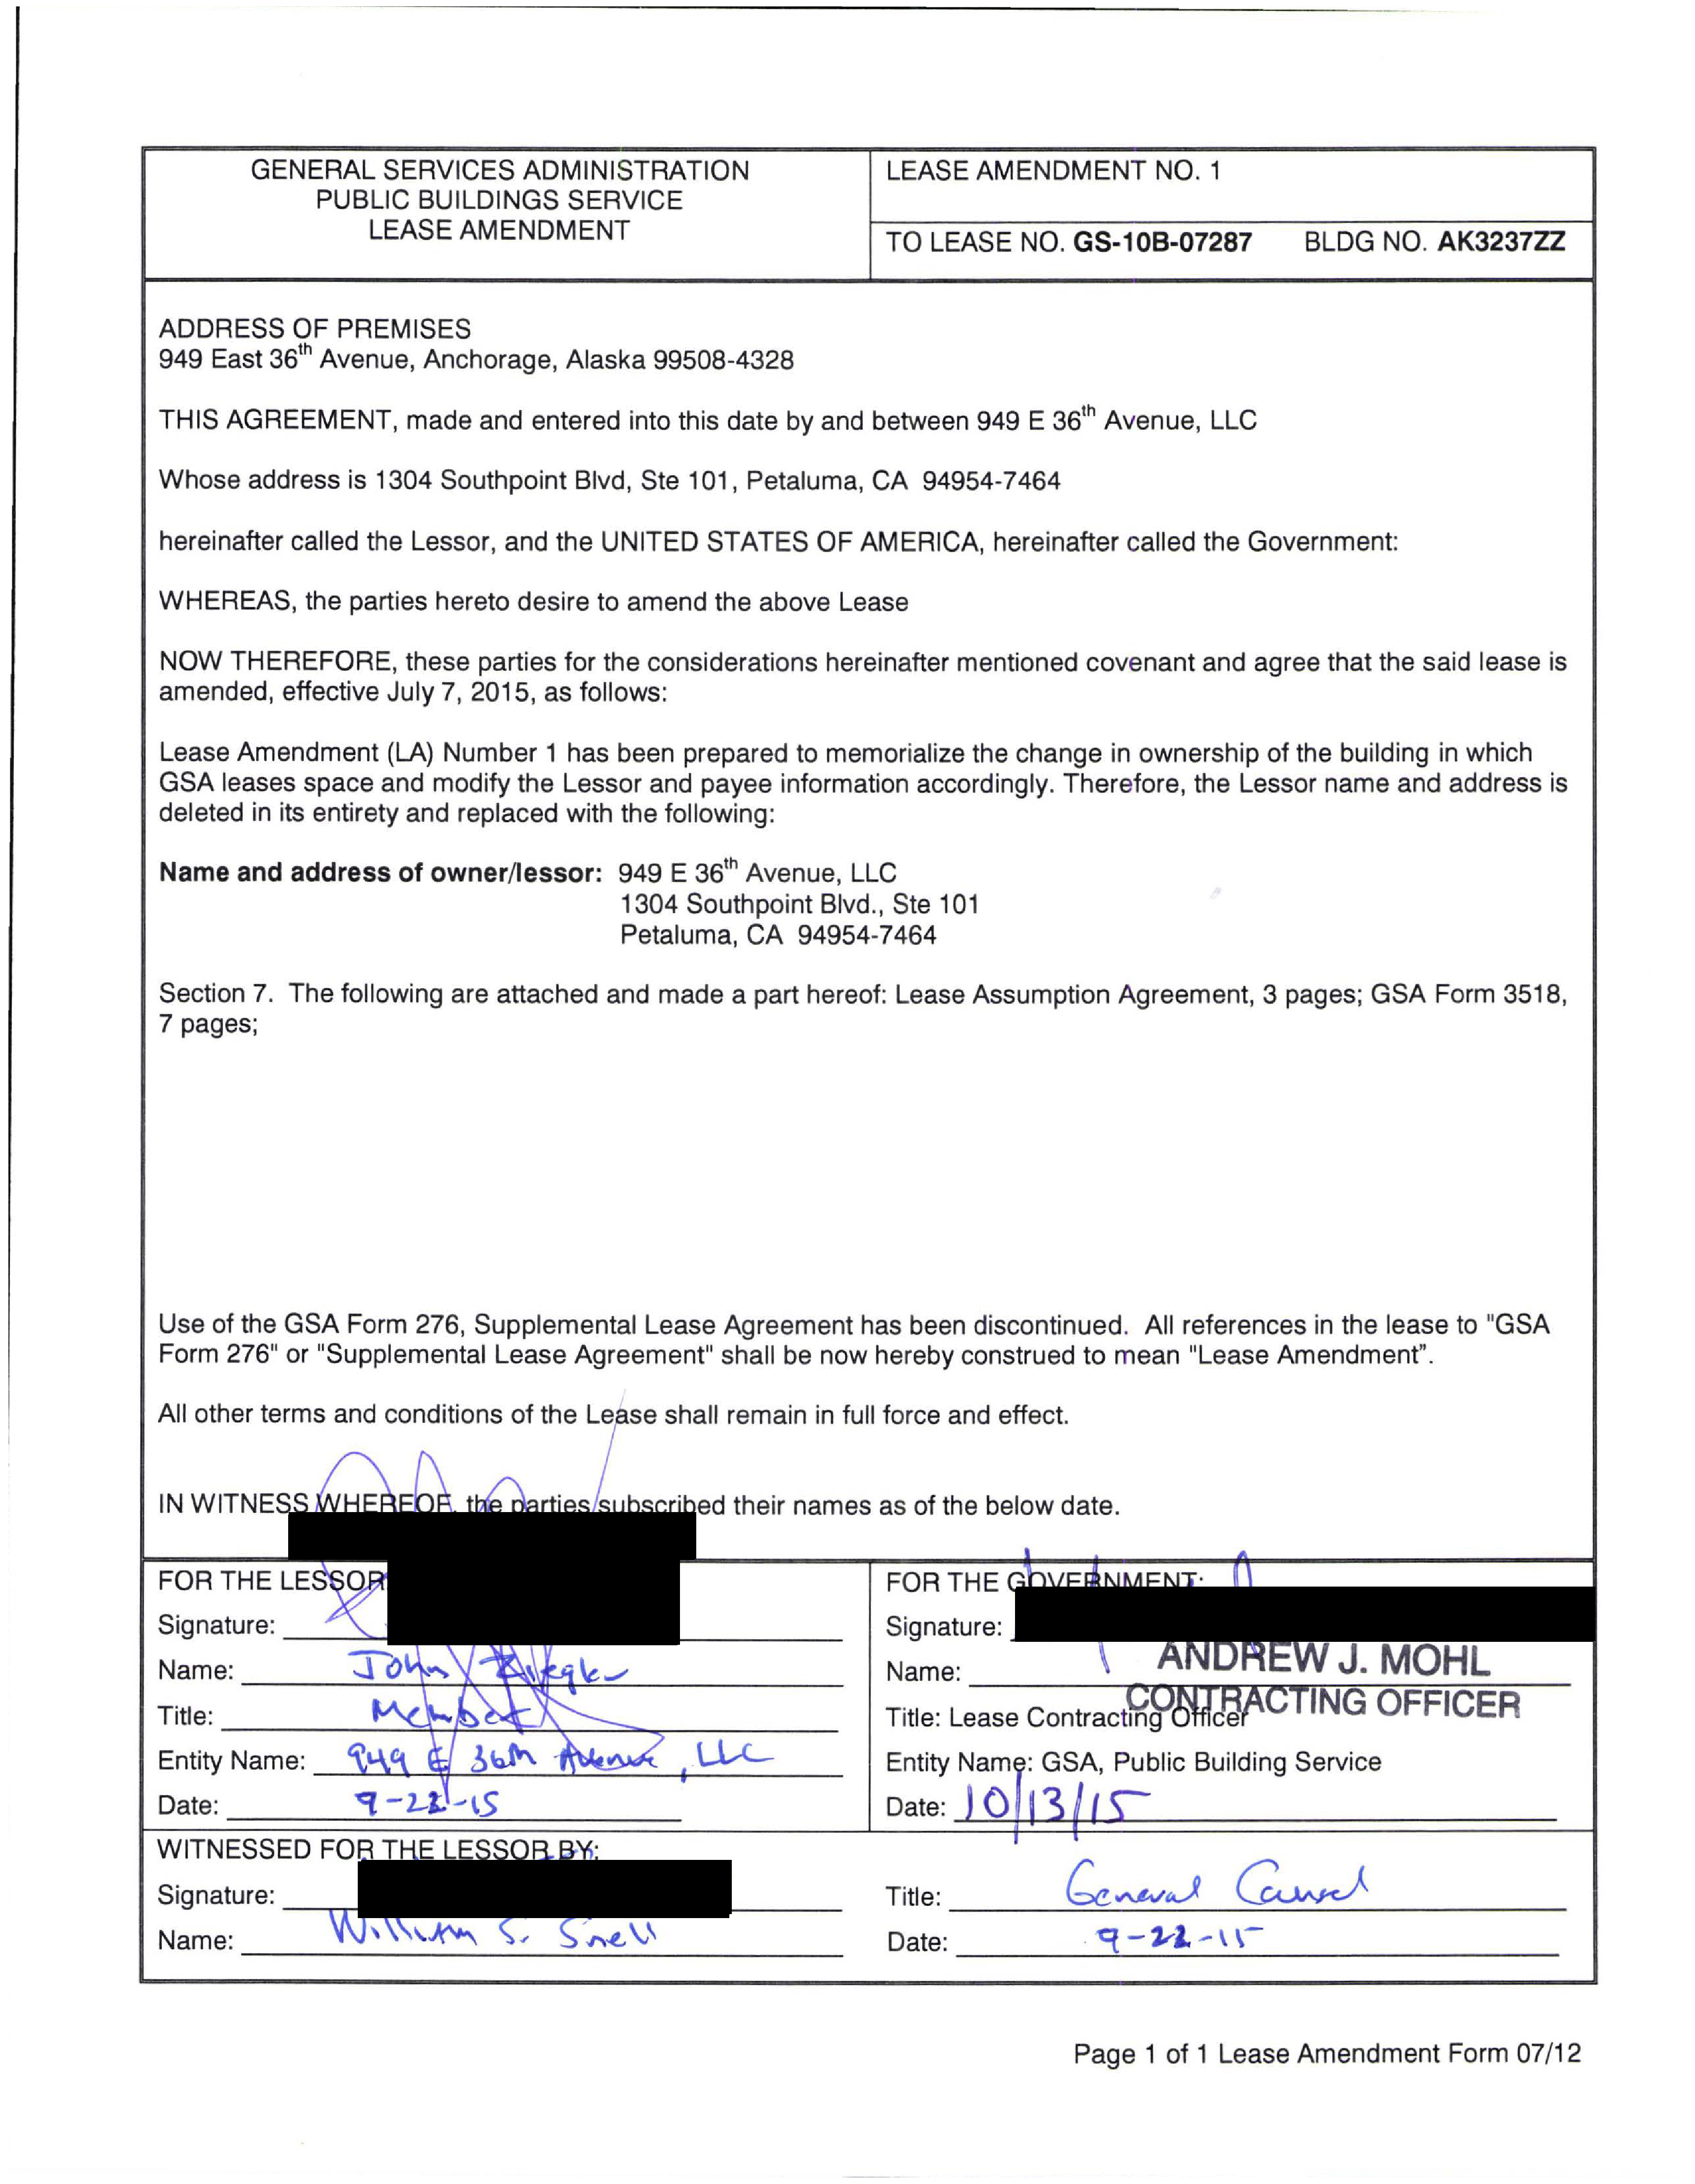 GENERAL SERVICES ADMINISTRATION
PUBLIC BUILDINGS SERVICE
LEASE AMENDMENT
LEASE AMENDMENT NO. 1
TO LEASE NO. GS-10B-07287 BLDG NO. AK3237ZZ
ADDRESS OF PREMISES
949 East 36th Avenue, Anchorage, Alaska 99508-4328
THIS AGREEMENT, made and entered into this date by and between 949 E 36th Avenue, LLC
Whose address is 1304 Southpoint Blvd, Ste 101, Petaluma, CA 94954-7464
hereinafter called the Lessor, and the UNITED STATES OF AMERICA, hereinafter called the Government:
WHEREAS, the parties hereto desire to amend the above Lease
NOW THEREFORE, these parties for the considerations hereinafter mentioned covenant and agree that the said lease is
amended, effective July 7, 2015, as follows:
Lease Amendment (LA) Number 1 has been prepared to memorialize the change in ownership of the building in which
GSA leases space and modify the Lessor and payee information accordingly. Therefore, the Lessor name and address is
deleted in its entirety and replaced with the following:
Name and address of owner/lessor: 949 E 36th Avenue, LLC
1304 Southpoint Blvd., Ste 101
Petaluma, CA 94954-7464
Section 7. The following are attached and made a part hereof: Lease Assumption Agreement, 3 pages; GSA Form 3518,
7 pages;
Use of the GSA Form 276, Supplemental Lease Agreement has been discontinued. All references in the lease to "GSA
Form 276" or "Supplemental Lease Agreement" shall be now hereby construed to mean "Lease Amendment".
All other terms and conditions of the Lease shall remain in full force and effect.
IN WITNESS WHEREOF, the parties subscribed their names as of the below date.
FOR THE LESSOR
Signature:
Name: John
Title: Member
Entity Name: 949 E 36th Avenue, LLC
Date: 9-22-15
FOR THE GOVERNMENT:
Signature:
Name: ANDREW J. MOHL
CONTRACTING OFFICER
Title: Lease Contracting Officer
Entity Name: GSA, Public Building Service
Date: 10/13/15
WITNESSED FOR THE LESSOR BY:
Signature:
Name: William S. Snell
Title: General Counsel
Date: 9-22-15
Page 1 of 1 Lease Amendment Form 07/12